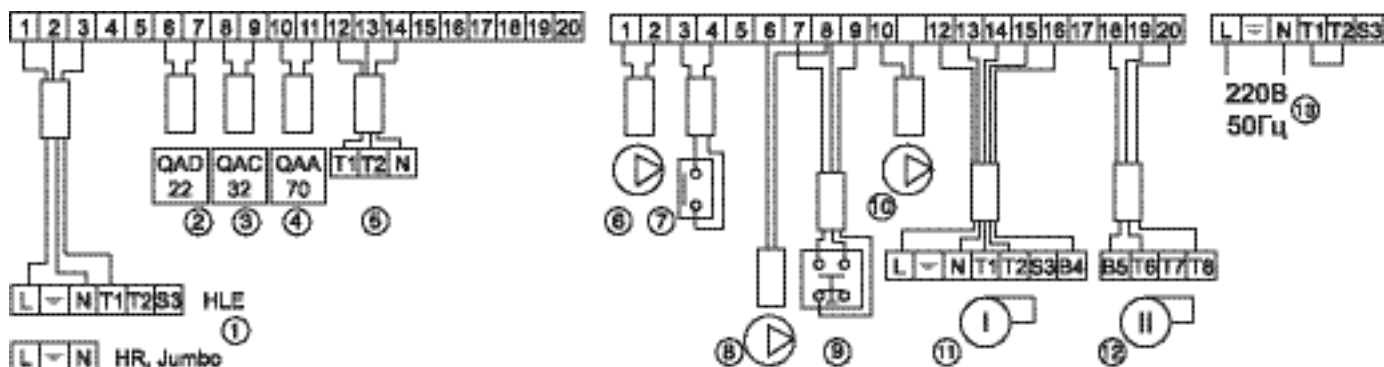 1 2 3 4 5 6 7 8 9 10 11 12 13 14 15 16 17 18 19 20
1 2 3 4 5 6 7 8 9 10 12 13 14 15 16 17 18 19 20
L N T1 T2 S3
220В
50Гц
13
QAD
22
QAC
32
QAA
70
T1 T2 N
2 3 4 5
6 7
10
L N T1 T2 S3 B4
B5 T6 T7 T8
L N T1 T2 S3 HLE
1
I
II
8 9 11 12
L N HR, Jumbo